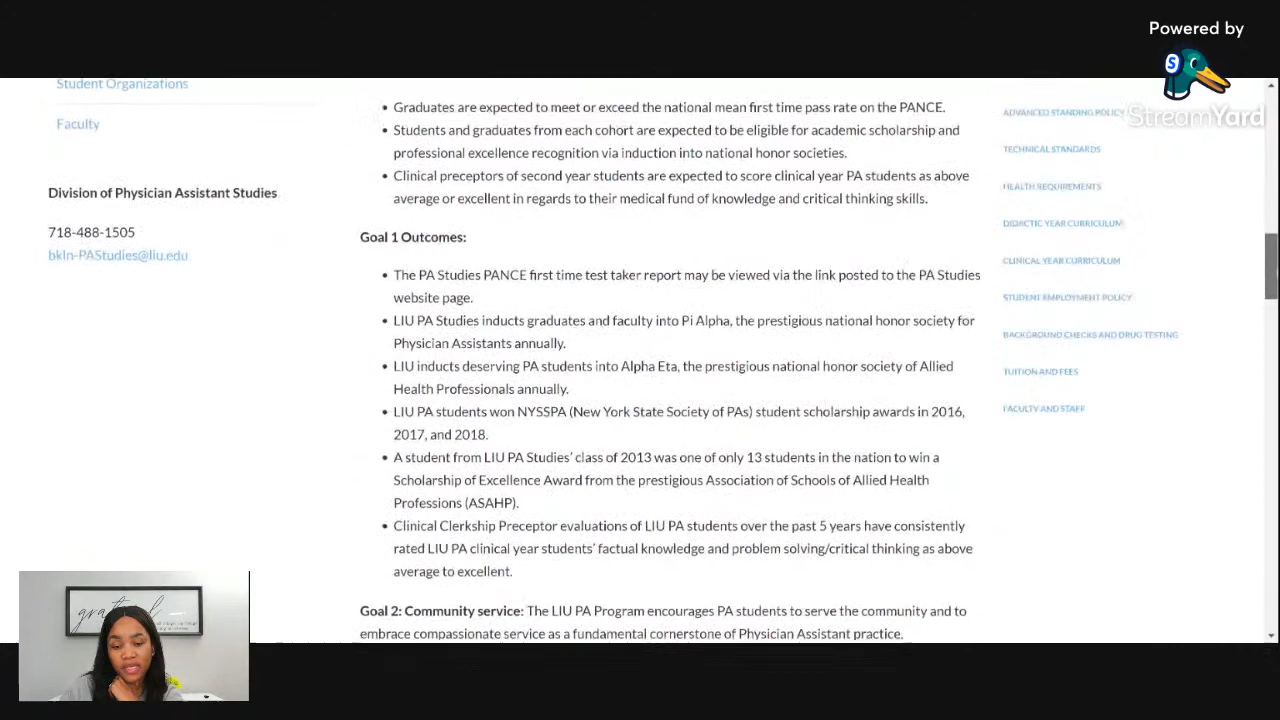 Powered by
StreamYard
Student Organizations
Faculty
Division of Physician Assistant Studies
718-488-1505
bkln-PAStudies@liu.edu
• Graduates are expected to meet or exceed the national mean first time pass rate on the PANCE.
• Students and graduates from each cohort are expected to be eligible for academic scholarship and
professional excellence recognition via induction into national honor societies.
• Clinical preceptors of second year students are expected to score clinical year PA students as above
average or excellent in regards to their medical fund of knowledge and critical thinking skills.
Goal 1 Outcomes:
• The PA Studies PANCE first time test taker report may be viewed via the link posted to the PA Studies
website page.
• LIU PA Studies inducts graduates and faculty into Pi Alpha, the prestigious national honor society for
Physician Assistants annually.
• LIU inducts deserving PA students into Alpha Eta, the prestigious national honor society of Allied
Health Professionals annually.
• LIU PA students won NYSSPA (New York State Society of PAs) student scholarship awards in 2016,
2017, and 2018.
• A student from LIU PA Studies' class of 2013 was one of only 13 students in the nation to win a
Scholarship of Excellence Award from the prestigious Association of Schools of Allied Health
Professions (ASAHP).
• Clinical Clerkship Preceptor evaluations of LIU PA students over the past 5 years have consistently
rated LIU PA clinical year students' factual knowledge and problem solving/critical thinking as above
average to excellent.
Goal 2: Community service: The LIU PA Program encourages PA students to serve the community and to
embrace compassionate service as a fundamental cornerstone of Physician Assistant practice.
ADVANCED STANDING POLICY
TECHNICAL STANDARDS
HEALTH REQUIREMENTS
DIDACTIC YEAR CURRICULUM
CLINICAL YEAR CURRICULUM
STUDENT EMPLOYMENT POLICY
BACKGROUND CHECKS AND DRUG TESTING
TUITION AND FEES
FACULTY AND STAFF